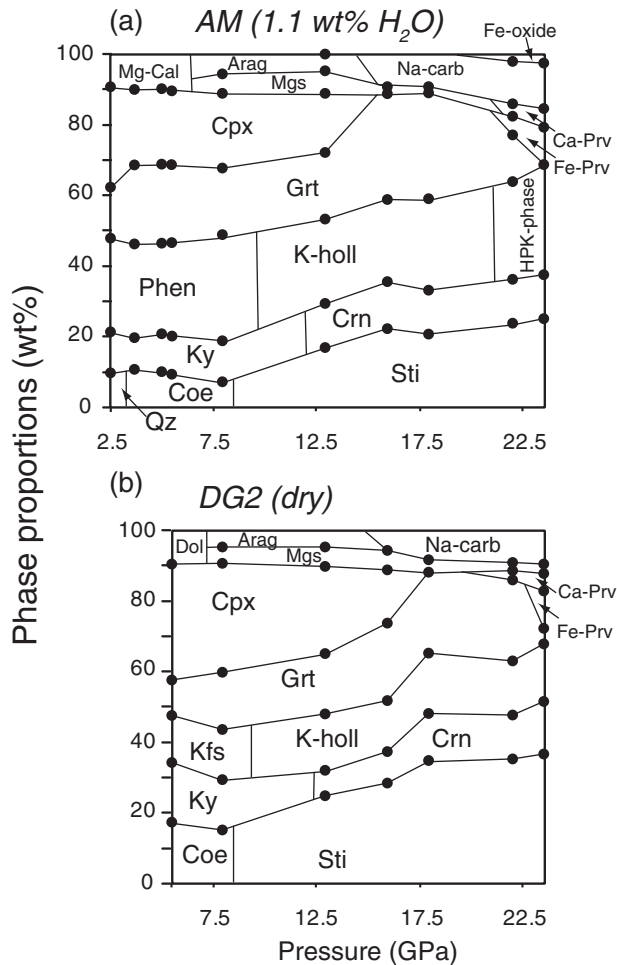 (a) AM (1.1 wt% H2O)
Fe-oxide
100
Mg-Cal
Arag
Na-carb
Mgs
80
Cpx
Ca-Prv
Fe-Prv
60
Grt
HPK-phase
40
Phen
K-holl
20
Ky
Crn
Coe
Sti
0
Qz
2.5 7.5 12.5 17.5 22.5
Phase proportions (wt%)
(b) DG2 (dry)
100
Dol
Arag
Na-carb
Mgs
80
Cpx
Ca-Prv
Fe-Prv
60
Grt
40
Kfs
K-holl
Crn
Ky
20
Coe
Sti
0
7.5 12.5 17.5 22.5
Pressure (GPa)